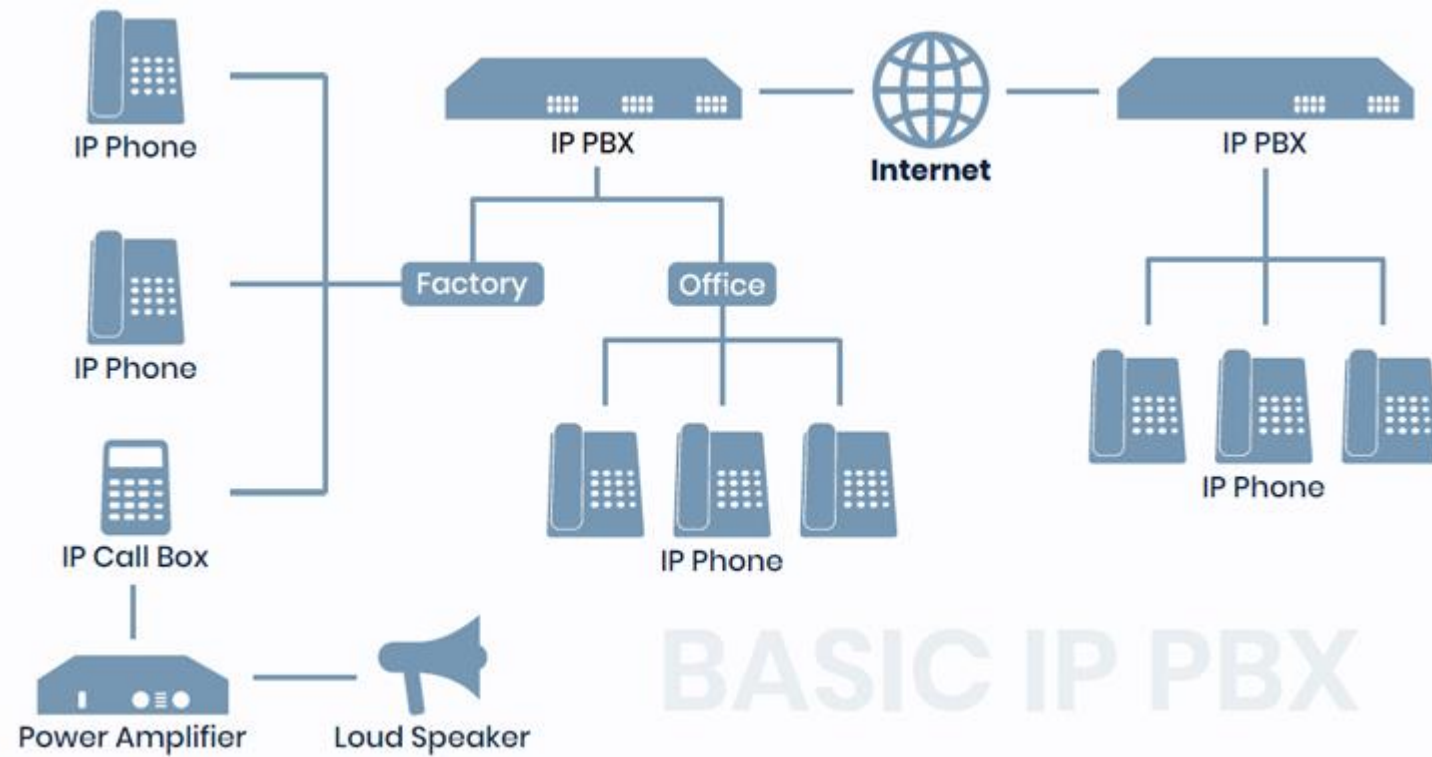 IP Phone
IP PBX
Internet
IP PBX
Factory
Office
IP Phone
IP Phone
IP Call Box
IP Phone
Power Amplifier
Loud Speaker
BASIC IP PBX